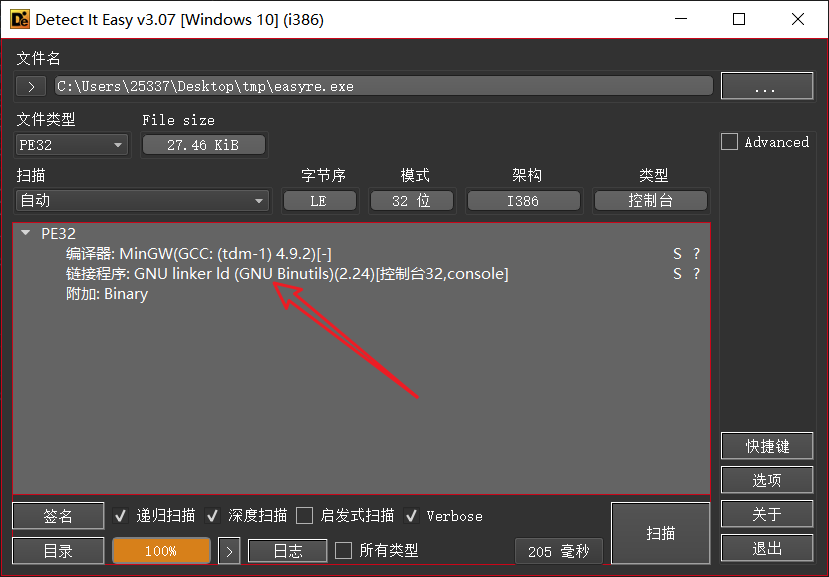 Detect It Easy v3.07 [Windows 10] (i386)
文件名
> C:\Users\25337\Desktop\tmp\easyre.exe ...
文件类型 File size
PE32 27.46 KiB Advanced
扫描 字节序 模式 架构 类型
自动 LE 32 位 I386 控制台
PE32
编译器: MinGW(GCC: (tdm-1) 4.9.2)[-] S ?
链接程序: GNU linker ld (GNU Binutils)(2.24)[控制台32,console] S ?
附加: Binary
快捷键
选项
签名 递归扫描 深度扫描 启发式扫描 Verbose 扫描 关于
目录 100% > 日志 所有类型 205 毫秒 退出